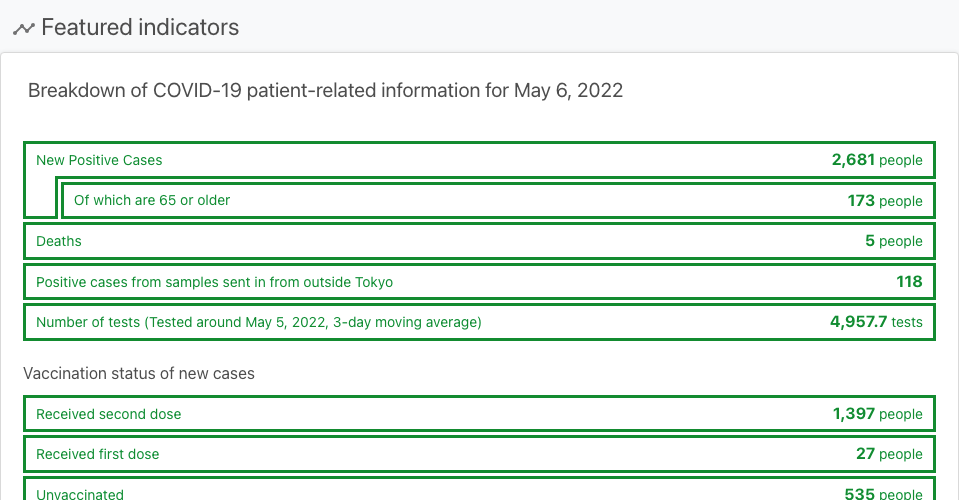 Featured indicators
Breakdown of COVID-19 patient-related information for May 6, 2022
New Positive Cases 2,681 people
Of which are 65 or older 173 people
Deaths 5 people
Positive cases from samples sent in from outside Tokyo 118
Number of tests (Tested around May 5, 2022, 3-day moving average) 4,957.7 tests
Vaccination status of new cases
Received second dose 1,397 people
Received first dose 27 people
Unvaccinated 535 people